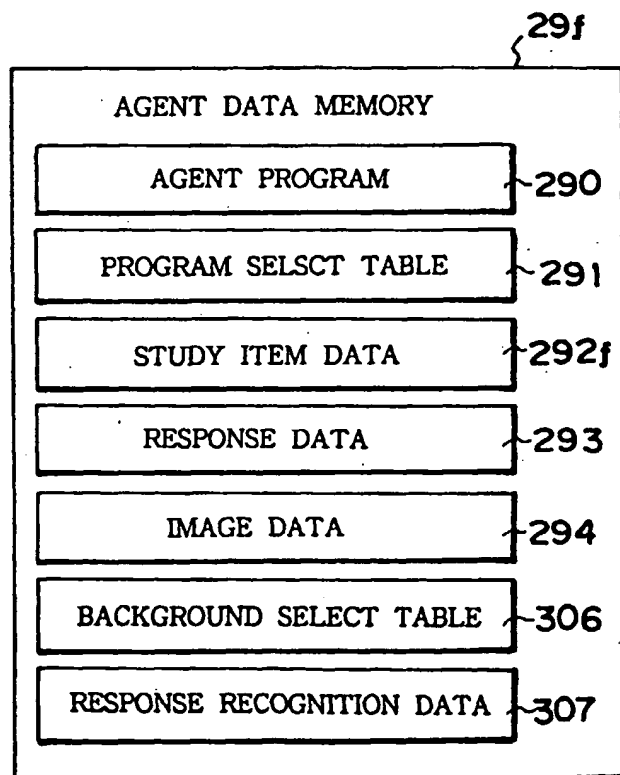 29f
AGENT DATA MEMORY
AGENT PROGRAM 290
PROGRAM SELSCT TABLE 291
STUDY ITEM DATA 292f
RESPONSE DATA 293
IMAGE DATA 294
BACKGROUND SELECT TABLE 306
RESPONSE RECOGNITION DATA 307